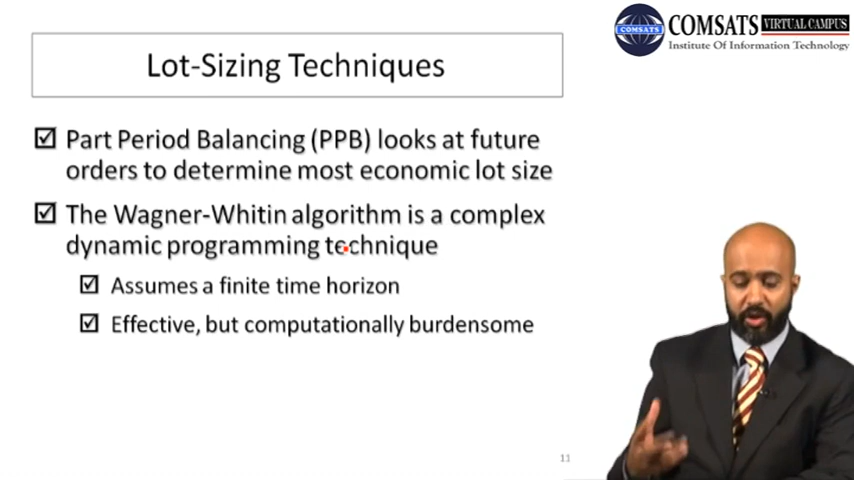 COMSATS VIRTUAL CAMPUS
COMSATS
Institute Of Information Technology
Lot-Sizing Techniques
Part Period Balancing (PPB) looks at future
orders to determine most economic lot size
The Wagner-Whitin algorithm is a complex
dynamic programming technique
Assumes a finite time horizon
Effective, but computationally burdensome
11